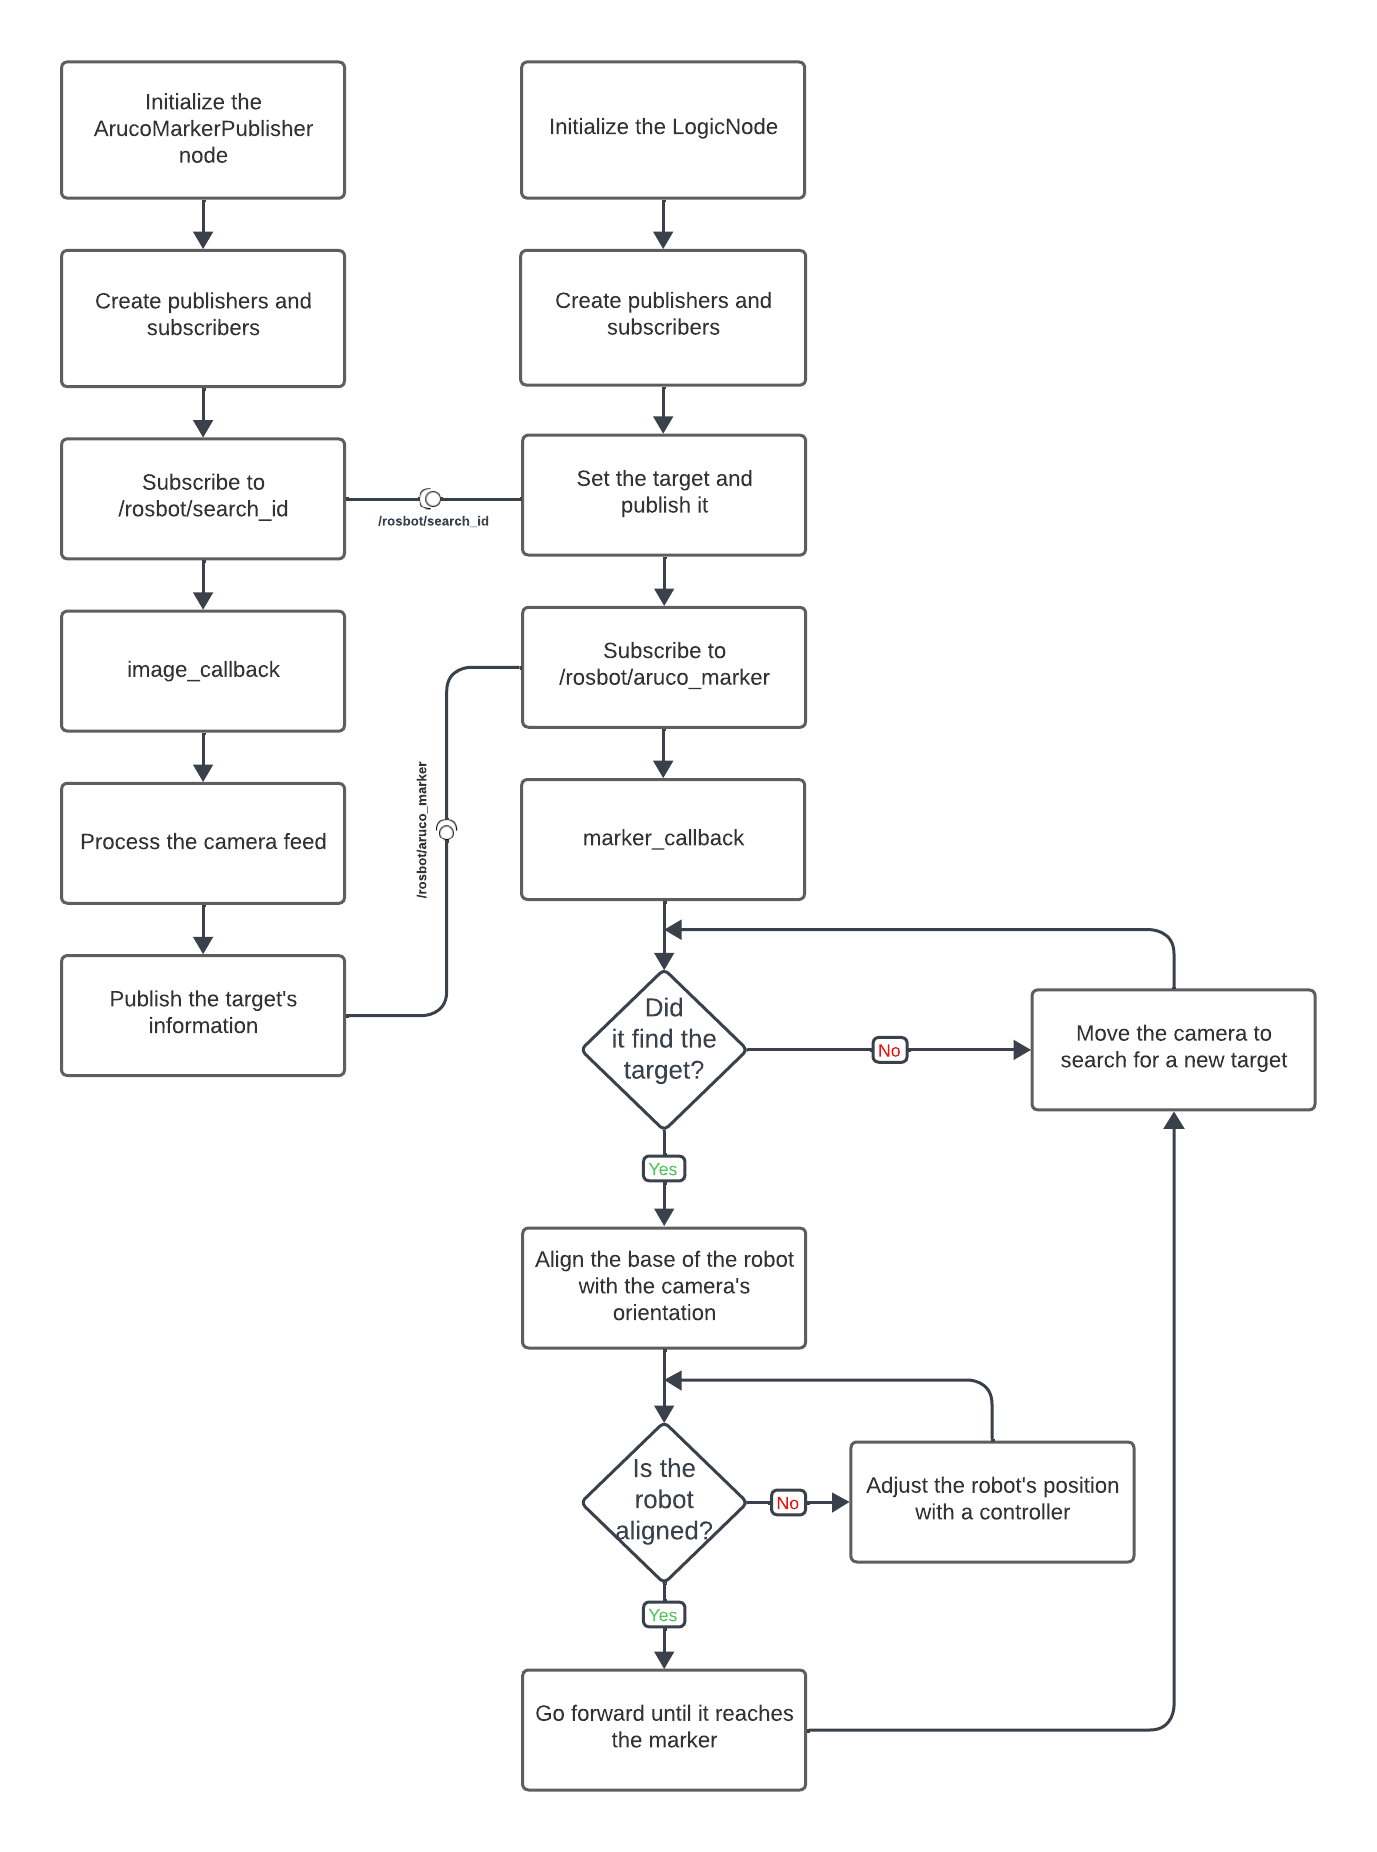 Initialize the
ArucoMarkerPublisher
node
Create publishers and
subscribers
Subscribe to
/rosbot/search_id
image_callback
Process the camera feed
Publish the target's
information
/rosbot/search_id
/rosbot/aruco_marker
Initialize the LogicNode
Create publishers and
subscribers
Set the target and
publish it
Subscribe to
/rosbot/aruco_marker
marker_callback
Did
it find the
target?
No
Move the camera to
search for a new target
Yes
Align the base of the robot
with the camera's
orientation
Is the
robot
aligned?
No
Adjust the robot's position
with a controller
Yes
Go forward until it reaches
the marker